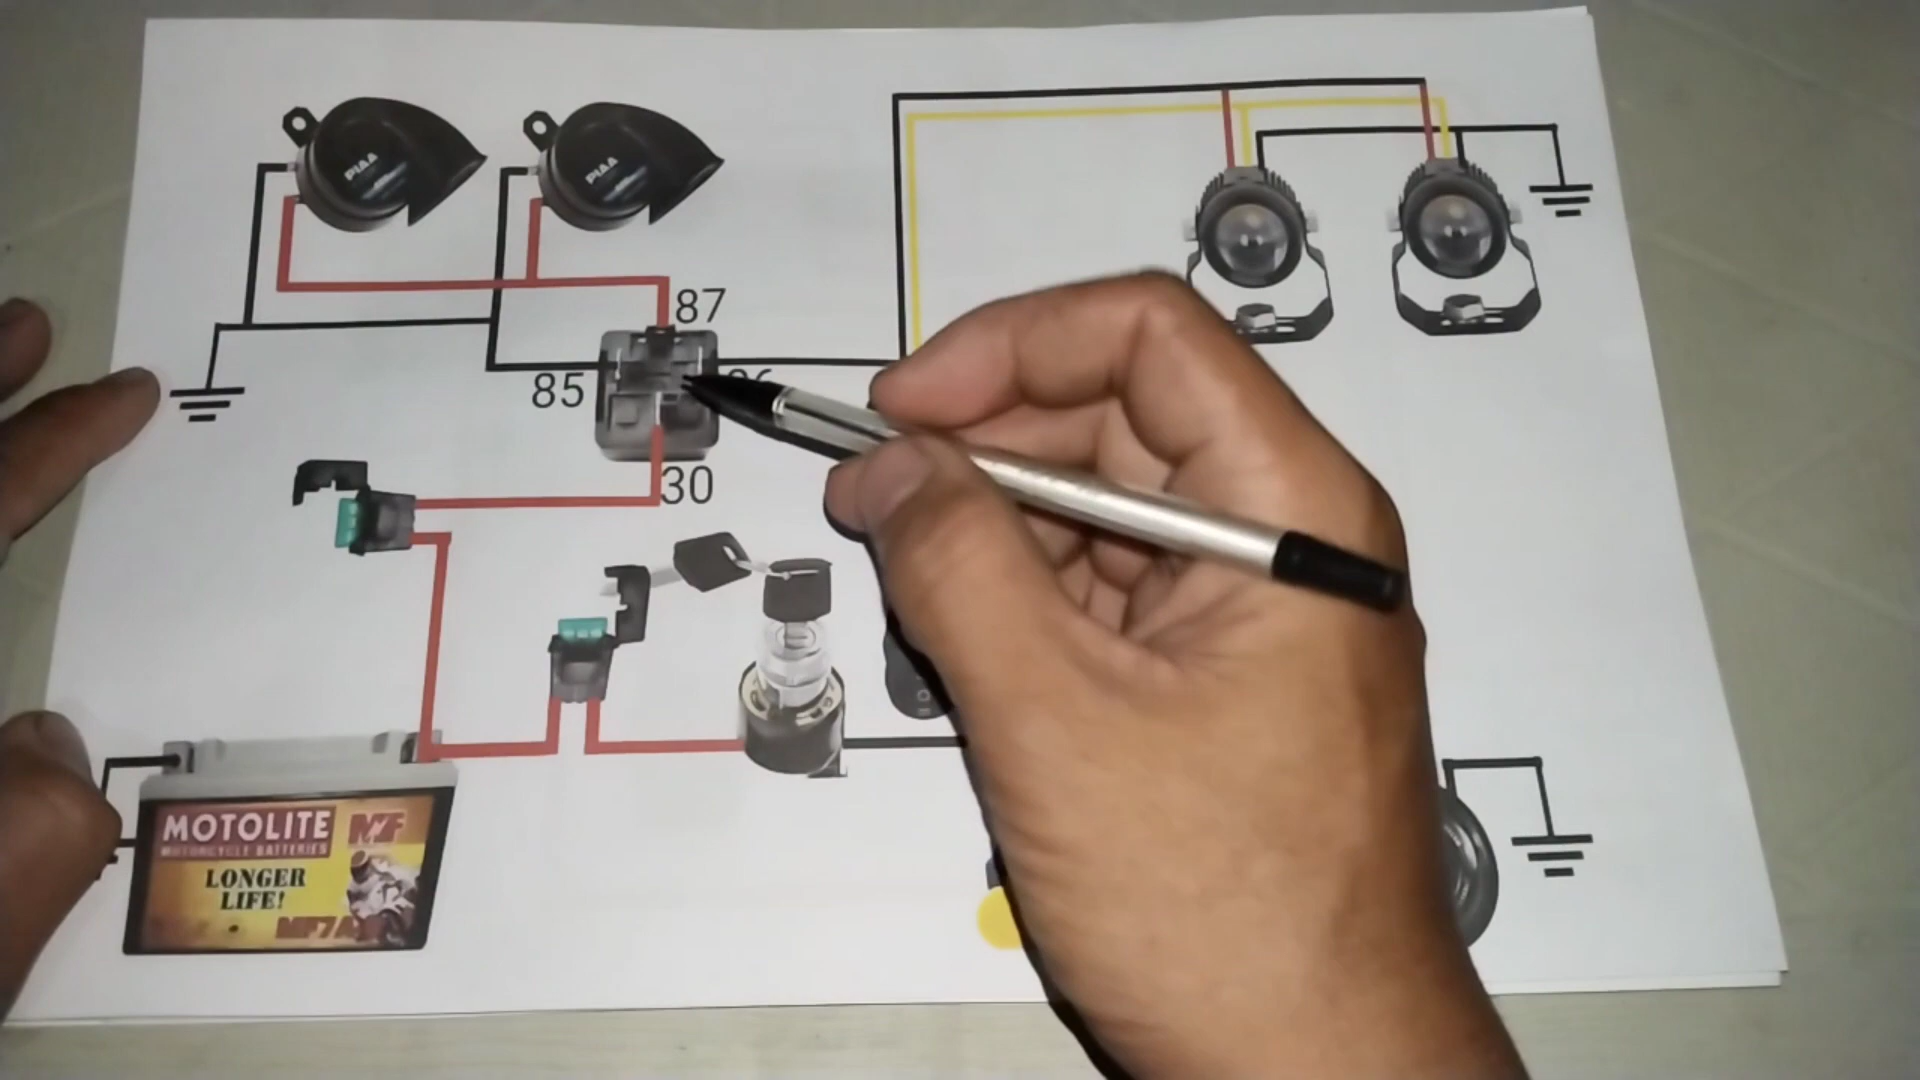 PIAA
PIAA
87
85
30
MOTOLITE MF
MOTORCYCLE BATTERIES
LONGER
LIFE!